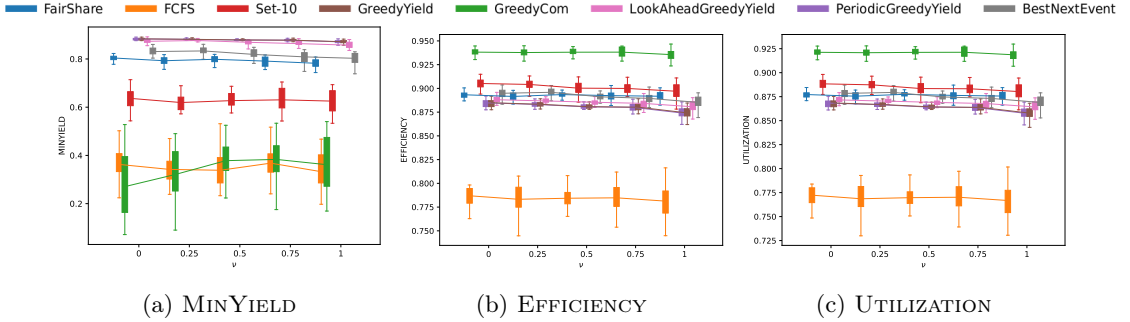 FairShare FCFS Set-10 GreedyYield GreedyCom LookAheadGreedyYield PeriodicGreedyYield BestNextEvent
MINYIELD
0.8
0.6
0.4
0.2
0 0.25 0.5 0.75 1
ν
(a) MINYIELD
EFFICIENCY
0.950
0.925
0.900
0.875
0.850
0.825
0.800
0.775
0.750
0 0.25 0.5 0.75 1
ν
(b) EFFICIENCY
UTILIZATION
0.925
0.900
0.875
0.850
0.825
0.800
0.775
0.750
0.725
0 0.25 0.5 0.75 1
ν
(c) UTILIZATION